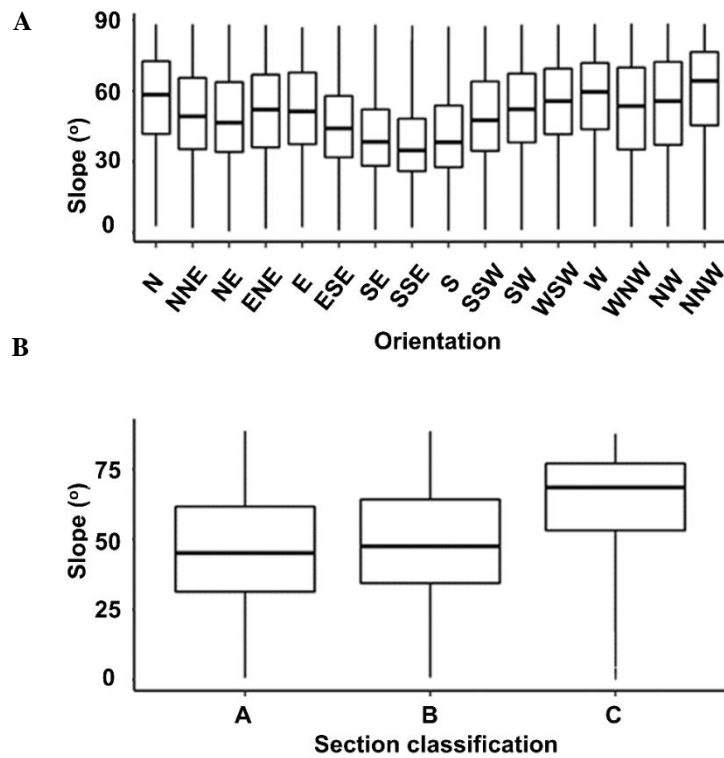 A
Slope (º)
90
60
30
0
N NNE NE ENE E ESE SE SSE S SSW SW WSW W WNW NW NNW
Orientation
B
Slope (º)
75
50
25
0
A B C
Section classification